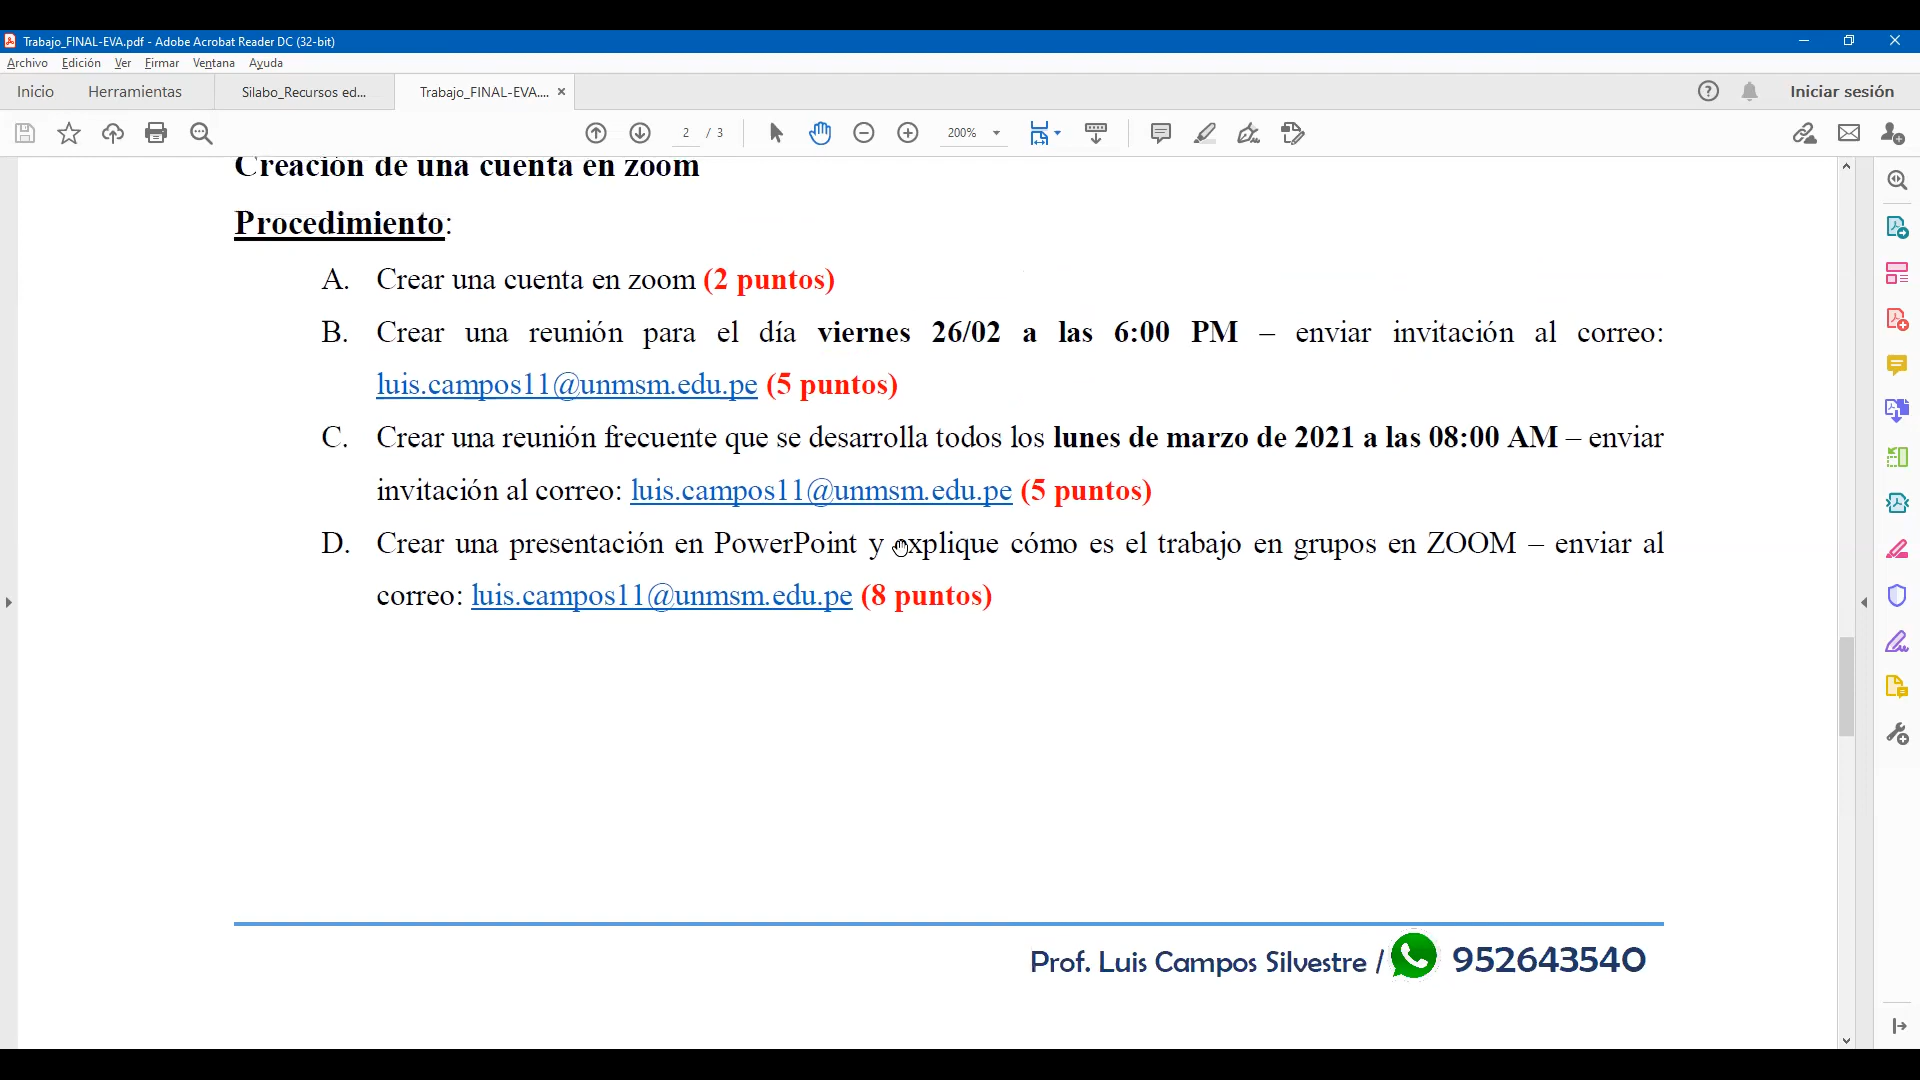 Trabajo_FINAL-EVA.pdf - Adobe Acrobat Reader DC (32-bit)
Archivo Edición Ver Firmar Ventana Ayuda
Inicio Herramientas Silabo_Recursos ed... Trabajo_FINAL-EVA.... × Iniciar sesión
2 / 3 200%
Creación de una cuenta en zoom
Procedimiento:
A. Crear una cuenta en zoom (2 puntos)
B. Crear una reunión para el día viernes 26/02 a las 6:00 PM – enviar invitación al correo:
luis.campos11@unmsm.edu.pe (5 puntos)
C. Crear una reunión frecuente que se desarrolla todos los lunes de marzo de 2021 a las 08:00 AM – enviar
invitación al correo: luis.campos11@unmsm.edu.pe (5 puntos)
D. Crear una presentación en PowerPoint y explique cómo es el trabajo en grupos en ZOOM – enviar al
correo: luis.campos11@unmsm.edu.pe (8 puntos)
Prof. Luis Campos Silvestre / 952643540